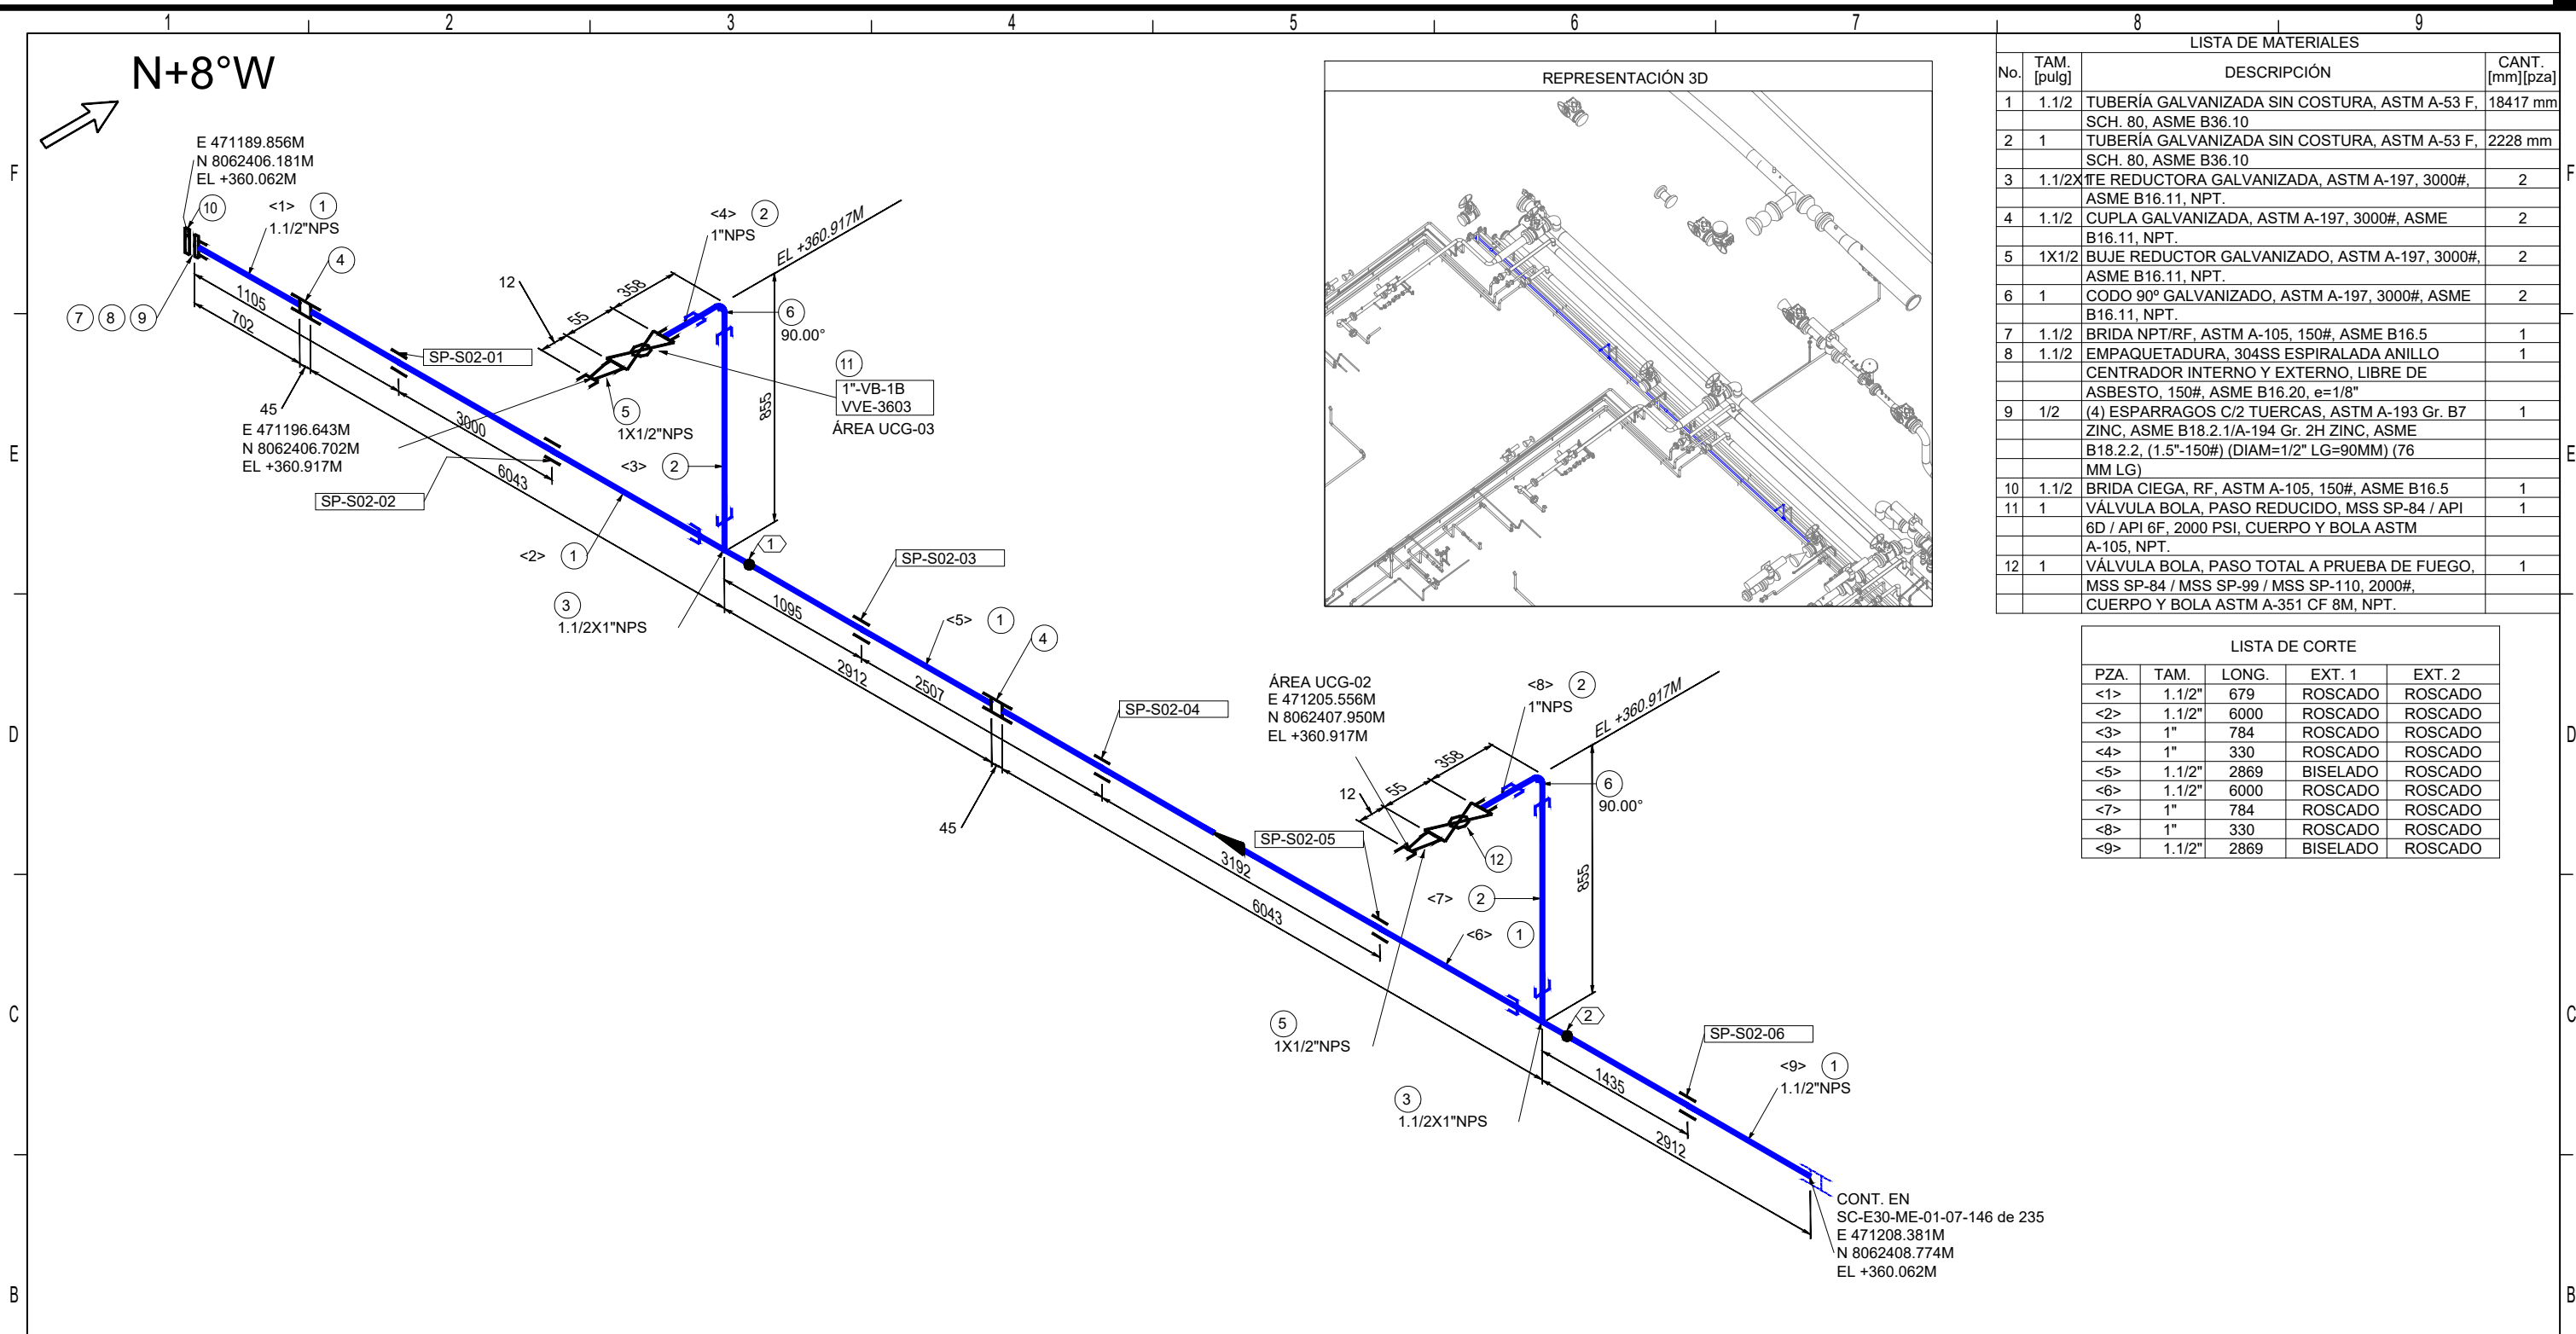 1 2 3 4 5 6 7 8 9
N+8°W
E 471189.856M
N 8062406.181M
EL +360.062M
10
<1> 1
1.1/2"NPS
4
7 8 9
1105
702
45
SP-S02-01
3000
6043
E 471196.643M
N 8062406.702M
EL +360.917M
SP-S02-02
<2> 1
12
55
358
<4> 2
1"NPS
EL +360.917M
6
90.00°
11
1"-VB-1B
VVE-3603
ÁREA UCG-03
5
1X1/2"NPS
<3> 2
855
1
3
1.1/2X1"NPS
SP-S02-03
1095
<5> 1
4
2912
2507
45
SP-S02-04
SP-S02-05
3192
6043
ÁREA UCG-02
E 471205.556M
N 8062407.950M
EL +360.917M
12
55
358
<8> 2
1"NPS
EL +360.917M
6
90.00°
12
<7> 2
855
<6> 1
5
1X1/2"NPS
2
3
1.1/2X1"NPS
SP-S02-06
1435
<9> 1
1.1/2"NPS
2912
CONT. EN
SC-E30-ME-01-07-146 de 235
E 471208.381M
N 8062408.774M
EL +360.062M
REPRESENTACIÓN 3D
LISTA DE MATERIALES
No. TAM. [pulg] DESCRIPCIÓN CANT. [mm][pza]
1 1.1/2 TUBERÍA GALVANIZADA SIN COSTURA, ASTM A-53 F, 18417 mm
SCH. 80, ASME B36.10
2 1 TUBERÍA GALVANIZADA SIN COSTURA, ASTM A-53 F, 2228 mm
SCH. 80, ASME B36.10
3 1.1/2X1 TE REDUCTORA GALVANIZADA, ASTM A-197, 3000#, 2
ASME B16.11, NPT.
4 1.1/2 CUPLA GALVANIZADA, ASTM A-197, 3000#, ASME 2
B16.11, NPT.
5 1X1/2 BUJE REDUCTOR GALVANIZADO, ASTM A-197, 3000#, 2
ASME B16.11, NPT.
6 1 CODO 90º GALVANIZADO, ASTM A-197, 3000#, ASME 2
B16.11, NPT.
7 1.1/2 BRIDA NPT/RF, ASTM A-105, 150#, ASME B16.5 1
8 1.1/2 EMPAQUETADURA, 304SS ESPIRALADA ANILLO 1
CENTRADOR INTERNO Y EXTERNO, LIBRE DE
ASBESTO, 150#, ASME B16.20, e=1/8"
9 1/2 (4) ESPARRAGOS C/2 TUERCAS, ASTM A-193 Gr. B7 1
ZINC, ASME B18.2.1/A-194 Gr. 2H ZINC, ASME
B18.2.2, (1.5"-150#) (DIAM=1/2" LG=90MM) (76
MM LG)
10 1.1/2 BRIDA CIEGA, RF, ASTM A-105, 150#, ASME B16.5 1
11 1 VÁLVULA BOLA, PASO REDUCIDO, MSS SP-84 / API 1
6D / API 6F, 2000 PSI, CUERPO Y BOLA ASTM
A-105, NPT.
12 1 VÁLVULA BOLA, PASO TOTAL A PRUEBA DE FUEGO, 1
MSS SP-84 / MSS SP-99 / MSS SP-110, 2000#,
CUERPO Y BOLA ASTM A-351 CF 8M, NPT.
LISTA DE CORTE
PZA. TAM. LONG. EXT. 1 EXT. 2
<1> 1.1/2" 679 ROSCADO ROSCADO
<2> 1.1/2" 6000 ROSCADO ROSCADO
<3> 1" 784 ROSCADO ROSCADO
<4> 1" 330 ROSCADO ROSCADO
<5> 1.1/2" 2869 BISELADO ROSCADO
<6> 1.1/2" 6000 ROSCADO ROSCADO
<7> 1" 784 ROSCADO ROSCADO
<8> 1" 330 ROSCADO ROSCADO
<9> 1.1/2" 2869 BISELADO ROSCADO
F F
E E
D D
C C
B B